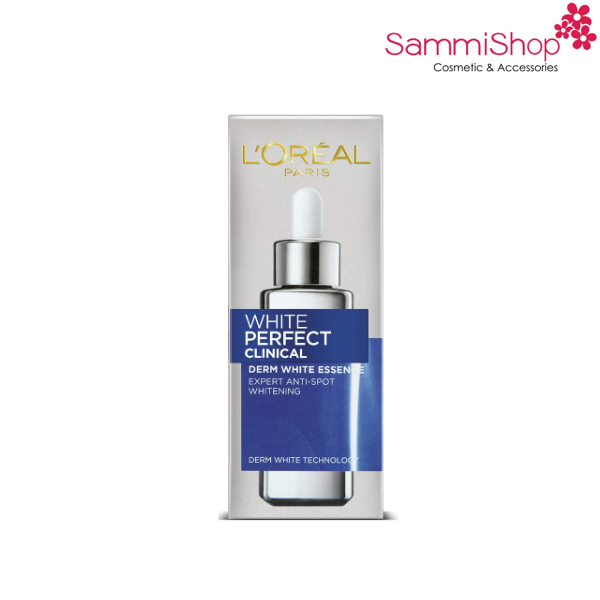 SammiShop
Cosmetic & Accessories
L'ORÉAL
PARIS
WHITE
PERFECT
CLINICAL
DERM WHITE ESSENCE
EXPERT ANTI-SPOT
WHITENING
DERM WHITE TECHNOLOGY